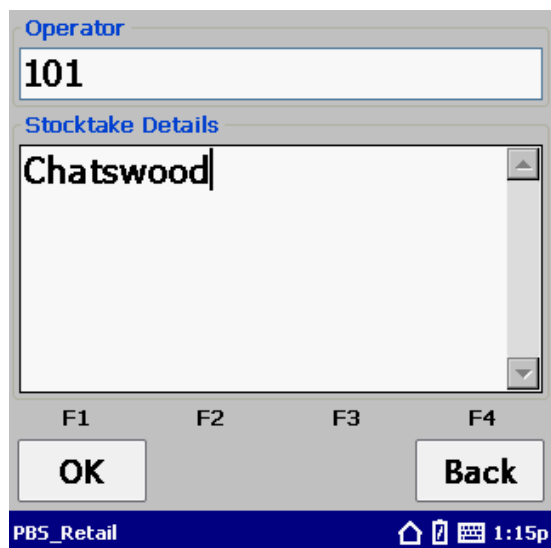 Operator
101
Stocktake Details
Chatswood
F1 F2 F3 F4
OK Back
PBS_Retail 1:15p